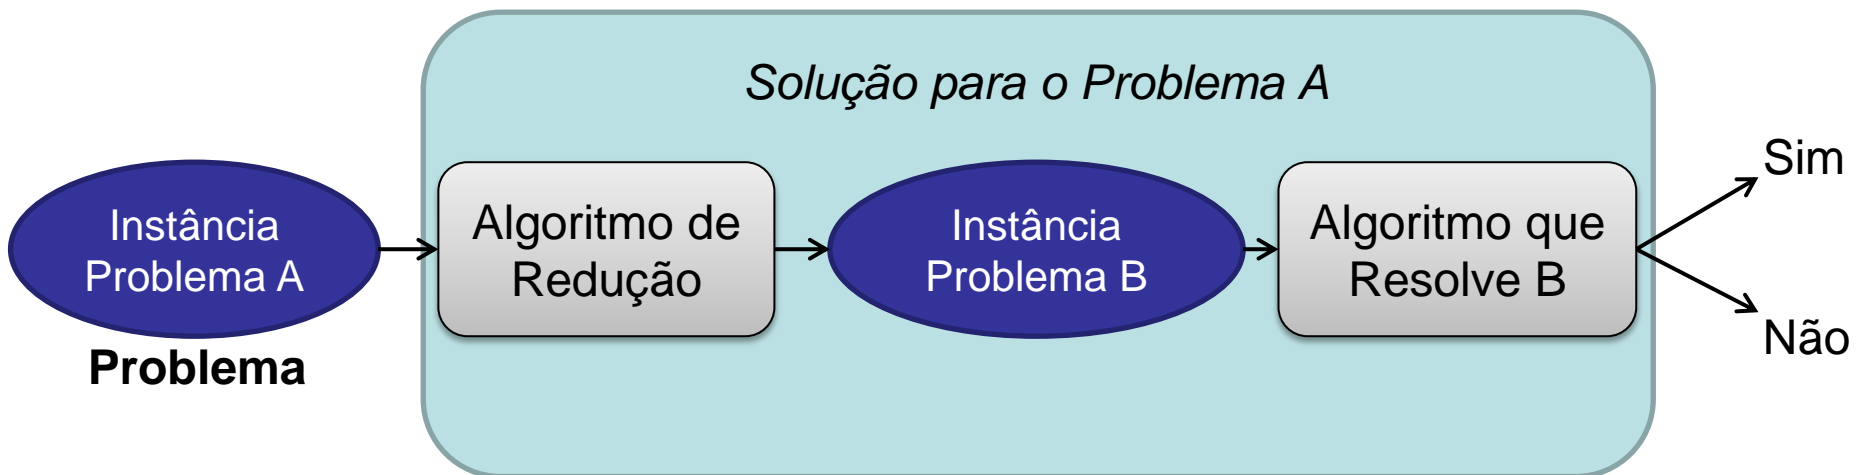 Solução para o Problema A
Instância
Problema A
Problema
Algoritmo de
Redução
Instância
Problema B
Algoritmo que
Resolve B
Sim
Não